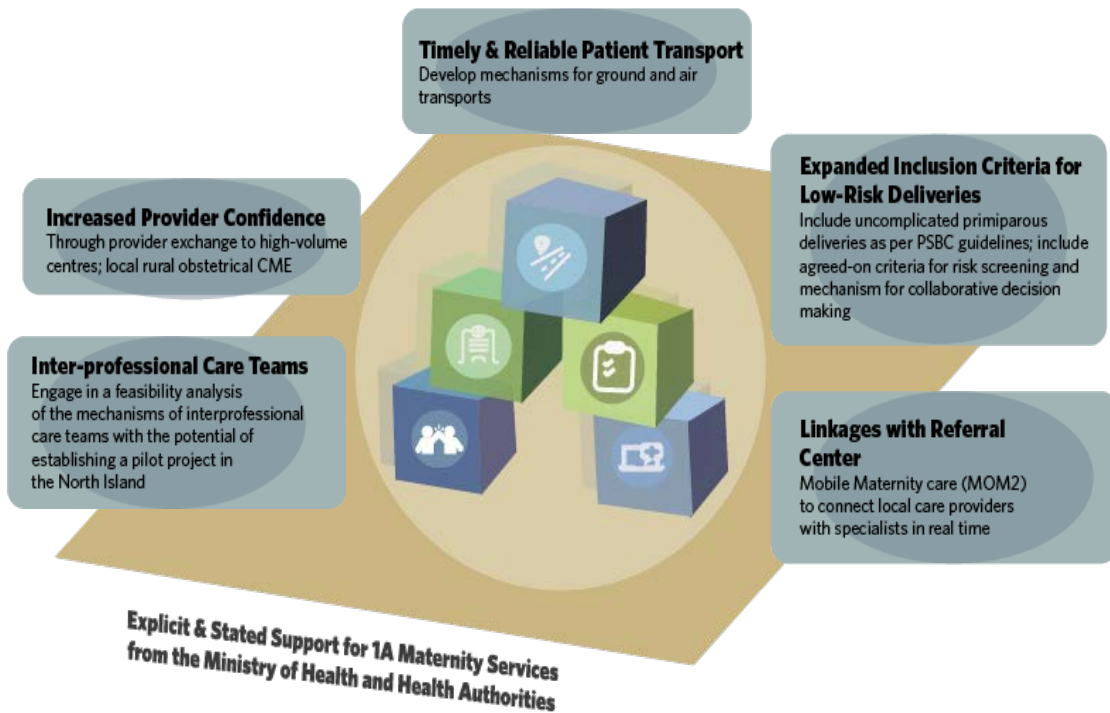 Timely & Reliable Patient Transport
Develop mechanisms for ground and air
transports
Increased Provider Confidence
Through provider exchange to high-volume
centres; local rural obstetrical CME
Expanded Inclusion Criteria for
Low-Risk Deliveries
Include uncomplicated primiparous
deliveries as per PSBC guidelines; include
agreed-on criteria for risk screening and
mechanism for collaborative decision
making
Inter-professional Care Teams
Engage in a feasibility analysis
of the mechanisms of interprofessional
care teams with the potential of
establishing a pilot project in
the North Island
Linkages with Referral
Center
Mobile Maternity care (MOM2)
to connect local care providers
with specialists in real time
Explicit & Stated Support for 1A Maternity Services
from the Ministry of Health and Health Authorities